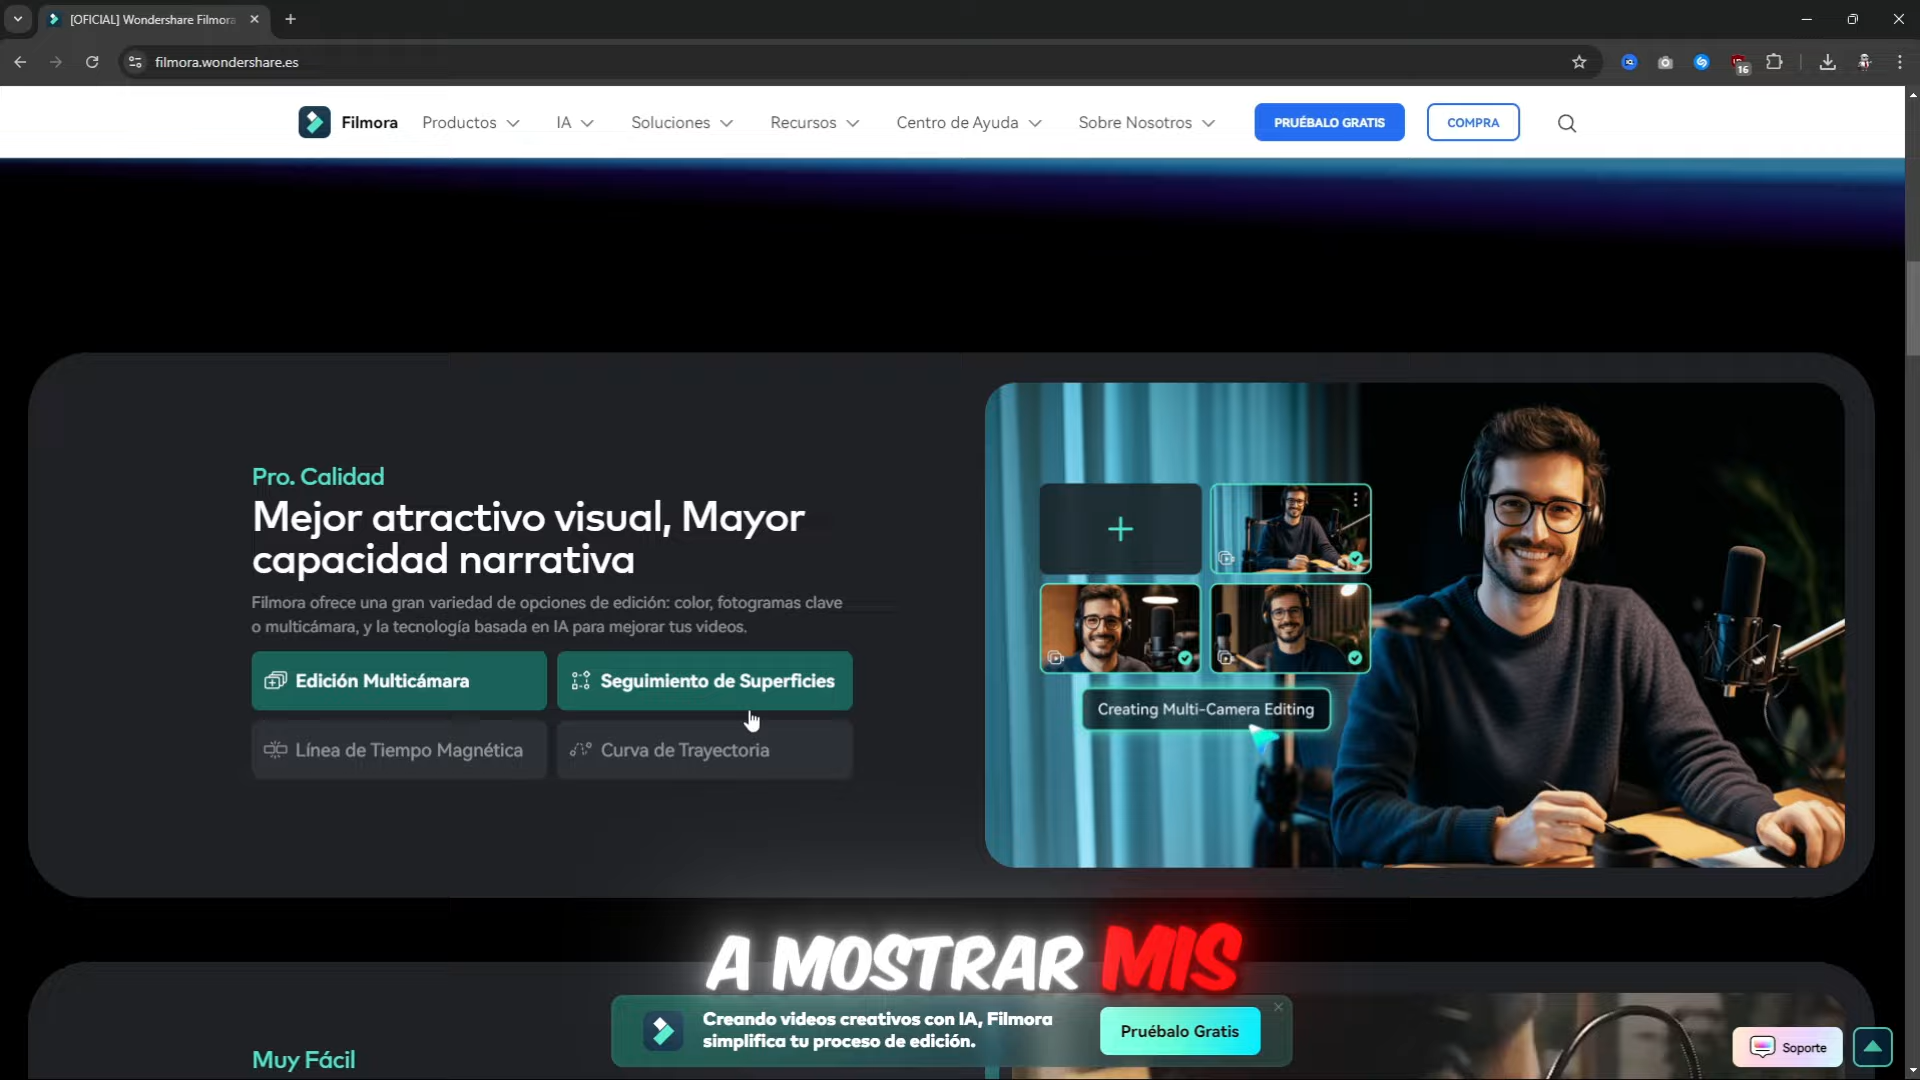 [OFICIAL] Wondershare Filmora
filmora.wondershare.es
16
Filmora
Productos
IA
Soluciones
Recursos
Centro de Ayuda
Sobre Nosotros
PRUÉBALO GRATIS
COMPRA
Pro. Calidad
Mejor atractivo visual, Mayor
capacidad narrativa
Filmora ofrece una gran variedad de opciones de edición: color, fotogramas clave
o multicámara, y la tecnología basada en IA para mejorar tus videos.
Edición Multicámara
Seguimiento de Superficies
Línea de Tiempo Magnética
Curva de Trayectoria
Creating Multi-Camera Editing
A MOSTRAR MIS
Creando videos creativos con IA, Filmora
simplifica tu proceso de edición.
Pruébalo Gratis
Soporte
Muy Fácil